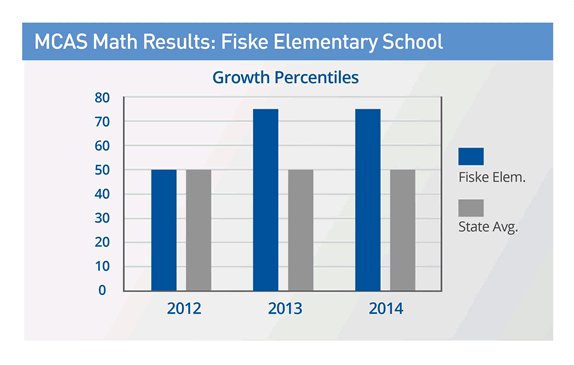 MCAS Math Results: Fiske Elementary School
Growth Percentiles
80
70
60
50
40
30
20
10
0
2012 2013 2014
Fiske Elem.
State Avg.